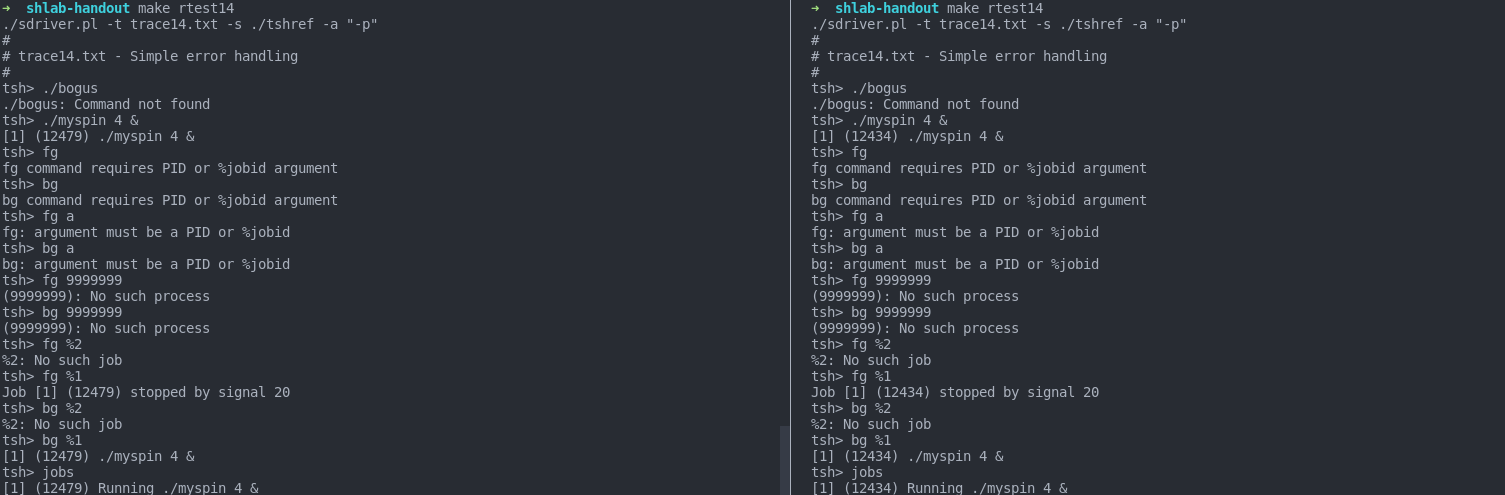 → shlab-handout make rtest14
./sdriver.pl -t trace14.txt -s ./tshref -a "-p"
#
# trace14.txt - Simple error handling
#
tsh> ./bogus
./bogus: Command not found
tsh> ./myspin 4 &
[1] (12479) ./myspin 4 &
tsh> fg
fg command requires PID or %jobid argument
tsh> bg
bg command requires PID or %jobid argument
tsh> fg a
fg: argument must be a PID or %jobid
tsh> bg a
bg: argument must be a PID or %jobid
tsh> fg 9999999
(9999999): No such process
tsh> bg 9999999
(9999999): No such process
tsh> fg %2
%2: No such job
tsh> fg %1
Job [1] (12479) stopped by signal 20
tsh> bg %2
%2: No such job
tsh> bg %1
[1] (12479) ./myspin 4 &
tsh> jobs
[1] (12479) Running ./myspin 4 &
→ shlab-handout make rtest14
./sdriver.pl -t trace14.txt -s ./tshref -a "-p"
#
# trace14.txt - Simple error handling
#
tsh> ./bogus
./bogus: Command not found
tsh> ./myspin 4 &
[1] (12434) ./myspin 4 &
tsh> fg
fg command requires PID or %jobid argument
tsh> bg
bg command requires PID or %jobid argument
tsh> fg a
fg: argument must be a PID or %jobid
tsh> bg a
bg: argument must be a PID or %jobid
tsh> fg 9999999
(9999999): No such process
tsh> bg 9999999
(9999999): No such process
tsh> fg %2
%2: No such job
tsh> fg %1
Job [1] (12434) stopped by signal 20
tsh> bg %2
%2: No such job
tsh> bg %1
[1] (12434) ./myspin 4 &
tsh> jobs
[1] (12434) Running ./myspin 4 &